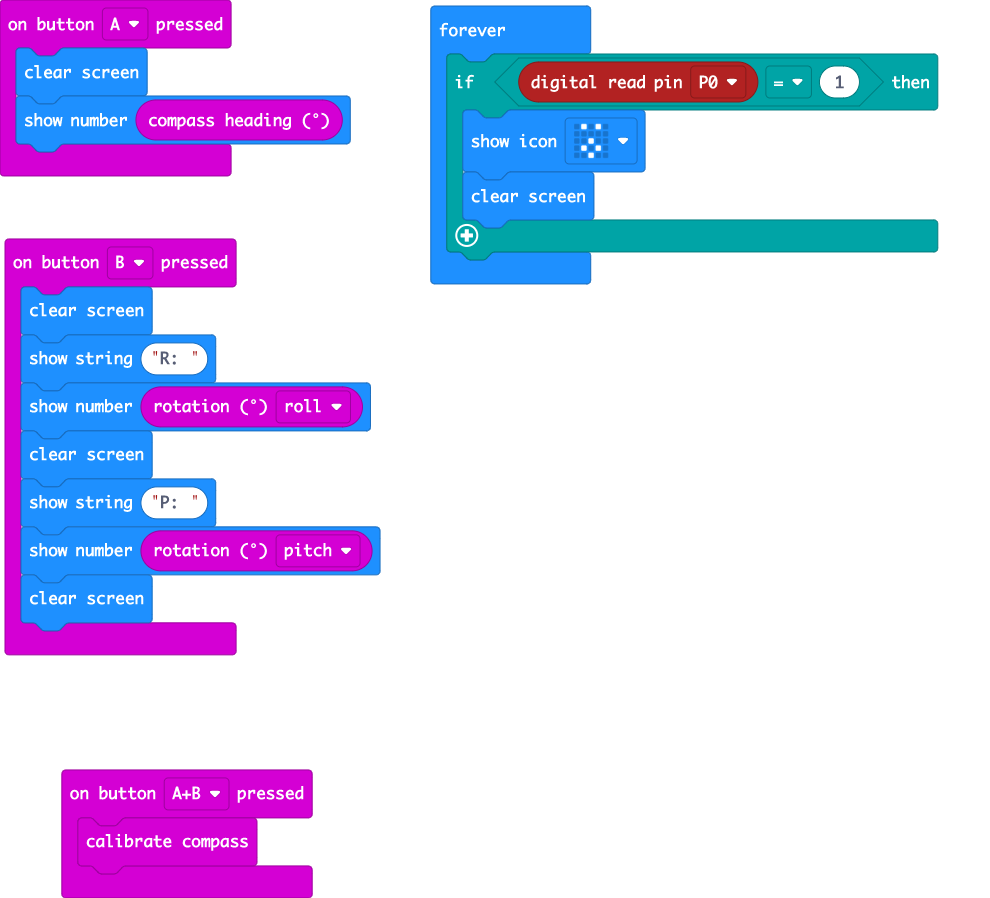 on button A pressed
clear screen
show number compass heading (°)
forever
if digital read pin P0 = 1 then
show icon
clear screen
on button B pressed
clear screen
show string "R: "
show number rotation (°) roll
clear screen
show string "P: "
show number rotation (°) pitch
clear screen
on button A+B pressed
calibrate compass